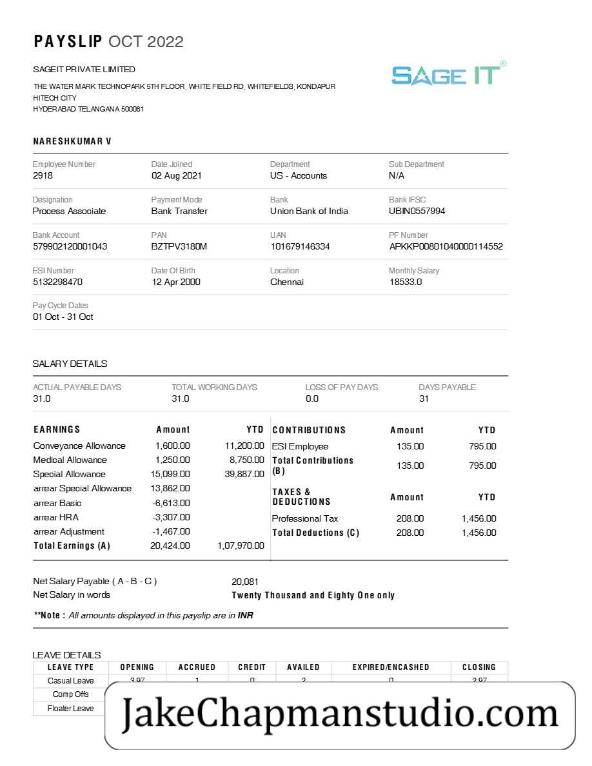 PAYSLIP OCT 2022
SAGEIT PRIVATE LIMITED
SAGE IT®
THE WATER MARK TECHNOPARK 5TH FLOOR, WHITE FIELD RD, WHITEFIELDS, KONDAPUR
HITECH CITY
HYDERABAD TELANGANA 500081
NARESHKUMAR V
Employee Number Date Joined Department Sub Department
2918 02 Aug 2021 US - Accounts N/A
Designation Payment Mode Bank Bank IFSC
Process Associate Bank Transfer Union Bank of India UBIN0557994
Bank Account PAN UAN PF Number
579902120001043 BZTPV3180M 101679146334 APKKP00801040000114552
ESI Number Date Of Birth Location Monthly Salary
5132298470 12 Apr 2000 Chennai 18533.0
Pay Cycle Dates
01 Oct - 31 Oct
SALARY DETAILS
ACTUAL PAYABLE DAYS TOTAL WORKING DAYS LOSS OF PAY DAYS DAYS PAYABLE
31.0 31.0 0.0 31
EARNINGS Amount YTD CONTRIBUTIONS Amount YTD
Conveyance Allowance 1,600.00 11,200.00 ESI Employee 135.00 795.00
Medical Allowance 1,250.00 8,750.00 Total Contributions (B) 135.00 795.00
Special Allowance 15,099.00 39,887.00
arrear Special Allowance 13,862.00 TAXES & DEDUCTIONS Amount YTD
arrear Basic -6,613.00
arrear HRA -3,307.00 Professional Tax 208.00 1,456.00
arrear Adjustment -1,467.00 Total Deductions (C) 208.00 1,456.00
Total Earnings (A) 20,424.00 1,07,970.00
Net Salary Payable ( A - B - C ) 20,081
Net Salary in words Twenty Thousand and Eighty One only
**Note : All amounts displayed in this payslip are in INR
LEAVE DETAILS
LEAVE TYPE OPENING ACCRUED CREDIT AVAILED EXPIRED/ENCASHED CLOSING
Casual Leave
Comp Offs
Floater Leave
JakeChapmanstudio.com